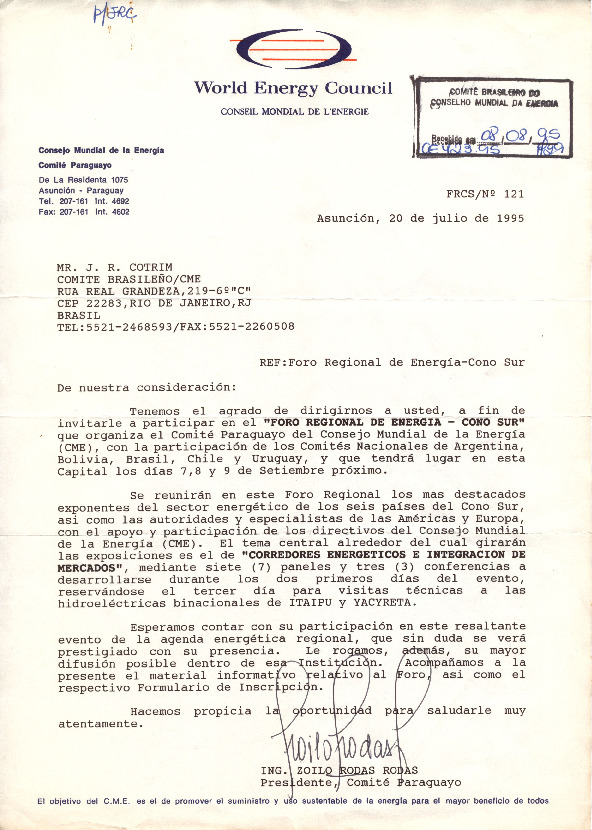 P/JRC
World Energy Council
CONSEIL MONDIAL DE L'ENERGIE
COMITÊ BRASILEIRO DO
CONSELHO MUNDIAL DA ENERGIA
Recebido em 08/08/95
CE 423.95
Consejo Mundial de la Energía
Comité Paraguayo
De La Residenta 1075
Asunción - Paraguay
Tel. 207-161 Int. 4692
Fax: 207-161 Int. 4602
FRCS/Nº 121
Asunción, 20 de julio de 1995
MR. J. R. COTRIM
COMITE BRASILEÑO/CME
RUA REAL GRANDEZA,219-6º"C"
CEP 22283,RIO DE JANEIRO,RJ
BRASIL
TEL:5521-2468593/FAX:5521-2260508
REF:Foro Regional de Energía-Cono Sur
De nuestra consideración:
Tenemos el agrado de dirigirnos a usted, a fin de
invitarle a participar en el "FORO REGIONAL DE ENERGIA - CONO SUR"
que organiza el Comité Paraguayo del Consejo Mundial de la Energía
(CME), con la participación de los Comités Nacionales de Argentina,
Bolivia, Brasil, Chile y Uruguay, y que tendrá lugar en esta
Capital los días 7,8 y 9 de Setiembre próximo.
Se reunirán en este Foro Regional los mas destacados
exponentes del sector energético de los seis países del Cono Sur,
asi como las autoridades y especialistas de las Américas y Europa,
con el apoyo y participación de los directivos del Consejo Mundial
de la Energía (CME). El tema central alrededor del cual girarán
las exposiciones es el de "CORREDORES ENERGETICOS E INTEGRACION DE
MERCADOS", mediante siete (7) paneles y tres (3) conferencias a
desarrollarse durante los dos primeros días del evento,
reservándose el tercer día para visitas técnicas a las
hidroeléctricas binacionales de ITAIPU y YACYRETA.
Esperamos contar con su participación en este resaltante
evento de la agenda energética regional, que sin duda se verá
prestigiado con su presencia. Le rogamos, además, su mayor
difusión posible dentro de esa Institución. Acompañamos a la
presente el material informativo relativo al Foro, asi como el
respectivo Formulario de Inscripción.
Hacemos propicia la oportunidad para saludarle muy
atentamente.
Zoilo Rodas
ING. ZOILO RODAS RODAS
Presidente, Comité Paraguayo
El objetivo del C.M.E. es el de promover el suministro y uso sustentable de la energía para el mayor beneficio de todos